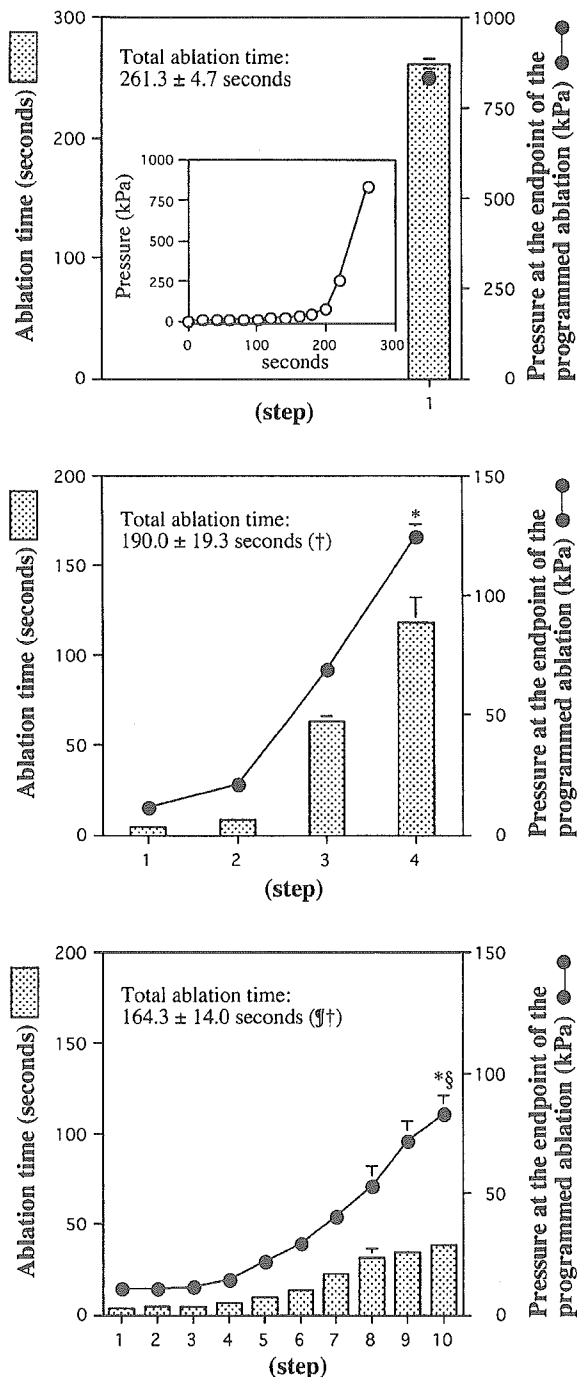 Ablation time (seconds)
300
200
100
0
Total ablation time:
261.3 ± 4.7 seconds
Pressure (kPa)
1000
750
500
250
0
0
100
200
300
seconds
1
(step)
1000
750
500
250
0
Pressure at the endpoint of the
programmed ablation (kPa)
Ablation time (seconds)
200
150
100
50
0
Total ablation time:
190.0 ± 19.3 seconds (†)
*
1
2
3
4
(step)
150
100
50
0
Pressure at the endpoint of the
programmed ablation (kPa)
Ablation time (seconds)
200
150
100
50
0
Total ablation time:
164.3 ± 14.0 seconds (¶†)
*§
1
2
3
4
5
6
7
8
9
10
(step)
150
100
50
0
Pressure at the endpoint of the
programmed ablation (kPa)